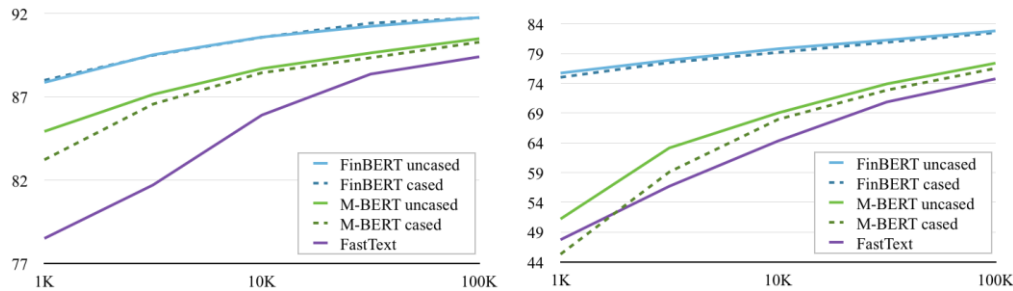 92
87
82
77
1K
10K
100K
FinBERT uncased
FinBERT cased
M-BERT uncased
M-BERT cased
FastText
84
79
74
69
64
59
54
49
44
1K
10K
100K
FinBERT uncased
FinBERT cased
M-BERT uncased
M-BERT cased
FastText